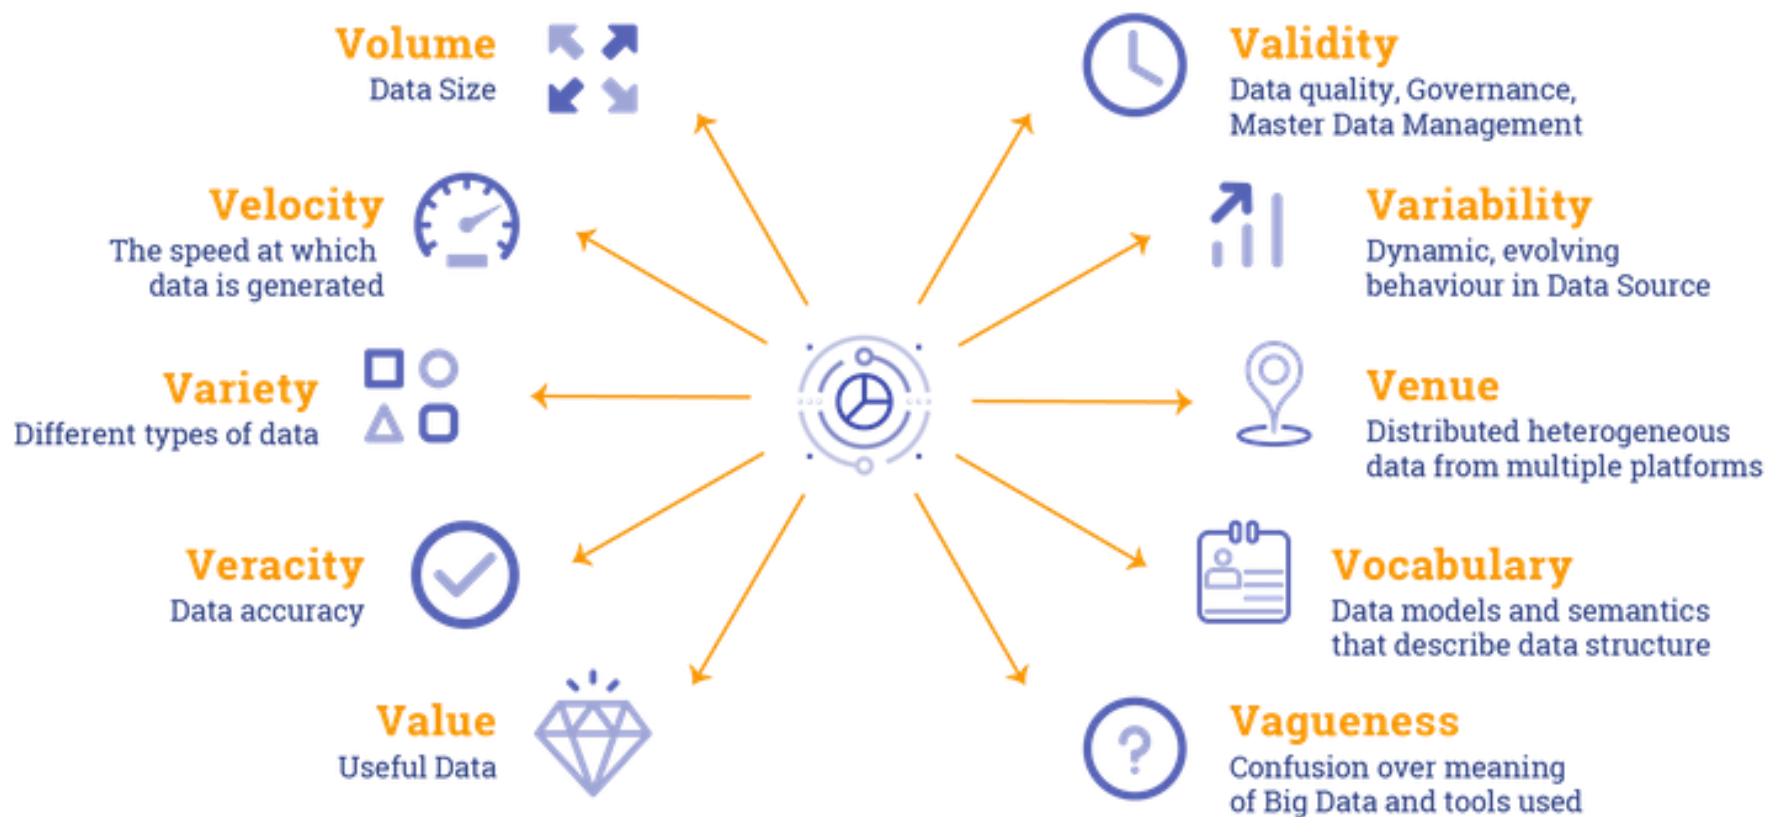 Volume
Data Size
Velocity
The speed at which
data is generated
Variety
Different types of data
Veracity
Data accuracy
Value
Useful Data
Validity
Data quality, Governance,
Master Data Management
Variability
Dynamic, evolving
behaviour in Data Source
Venue
Distributed heterogeneous
data from multiple platforms
Vocabulary
Data models and semantics
that describe data structure
?
Vagueness
Confusion over meaning
of Big Data and tools used